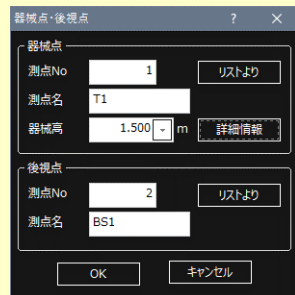 器械点・後視点 ? ×
器械点
測点No 1 リストより
測点名 T1
器械高 1.500 m 詳細情報
後視点
測点No 2 リストより
測点名 BS1
OK キャンセル